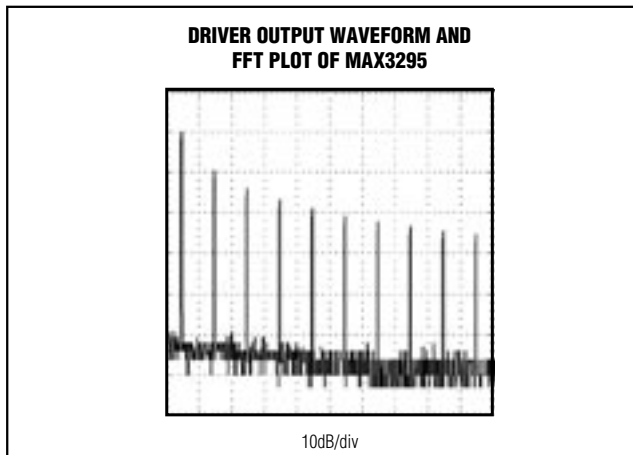 DRIVER OUTPUT WAVEFORM AND
FFT PLOT OF MAX3295
10dB/div